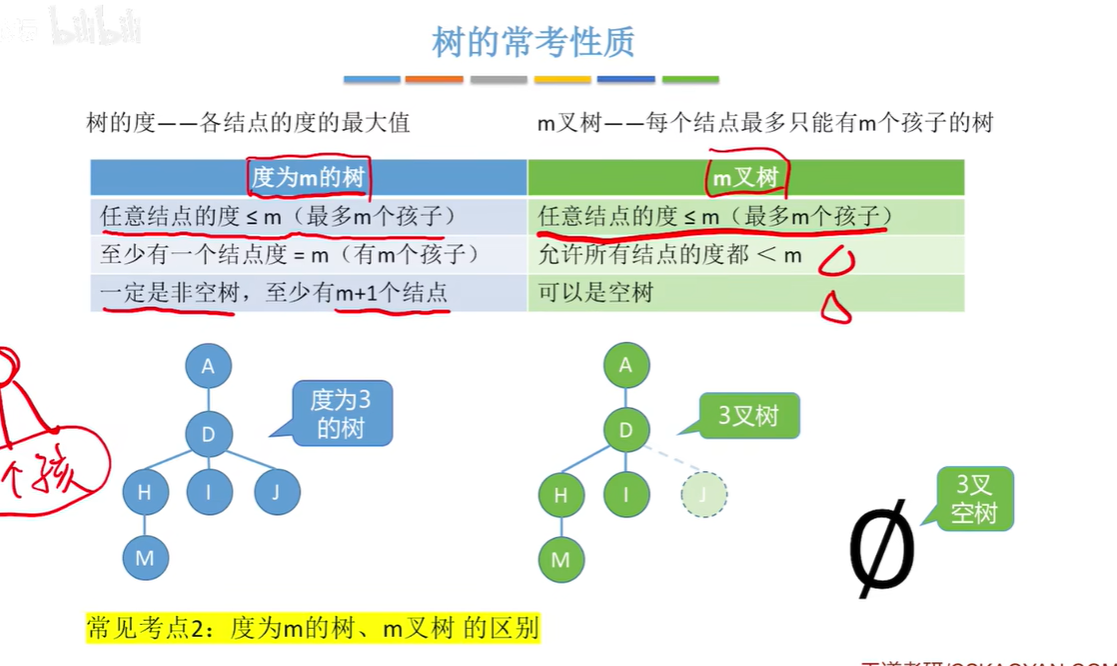 bilibili
树的常考性质
树的度——各结点的度的最大值
m叉树——每个结点最多只能有m个孩子的树
度为m的树
m叉树
任意结点的度 ≤ m（最多m个孩子）
任意结点的度 ≤ m（最多m个孩子）
至少有一个结点度 = m（有m个孩子）
允许所有结点的度都 < m
一定是非空树，至少有m+1个结点
可以是空树
A
D
H
I
J
M
度为3
的树
A
D
H
I
J
M
3叉树
3叉
空树
∅
个孩
常见考点2：度为m的树、m叉树 的区别